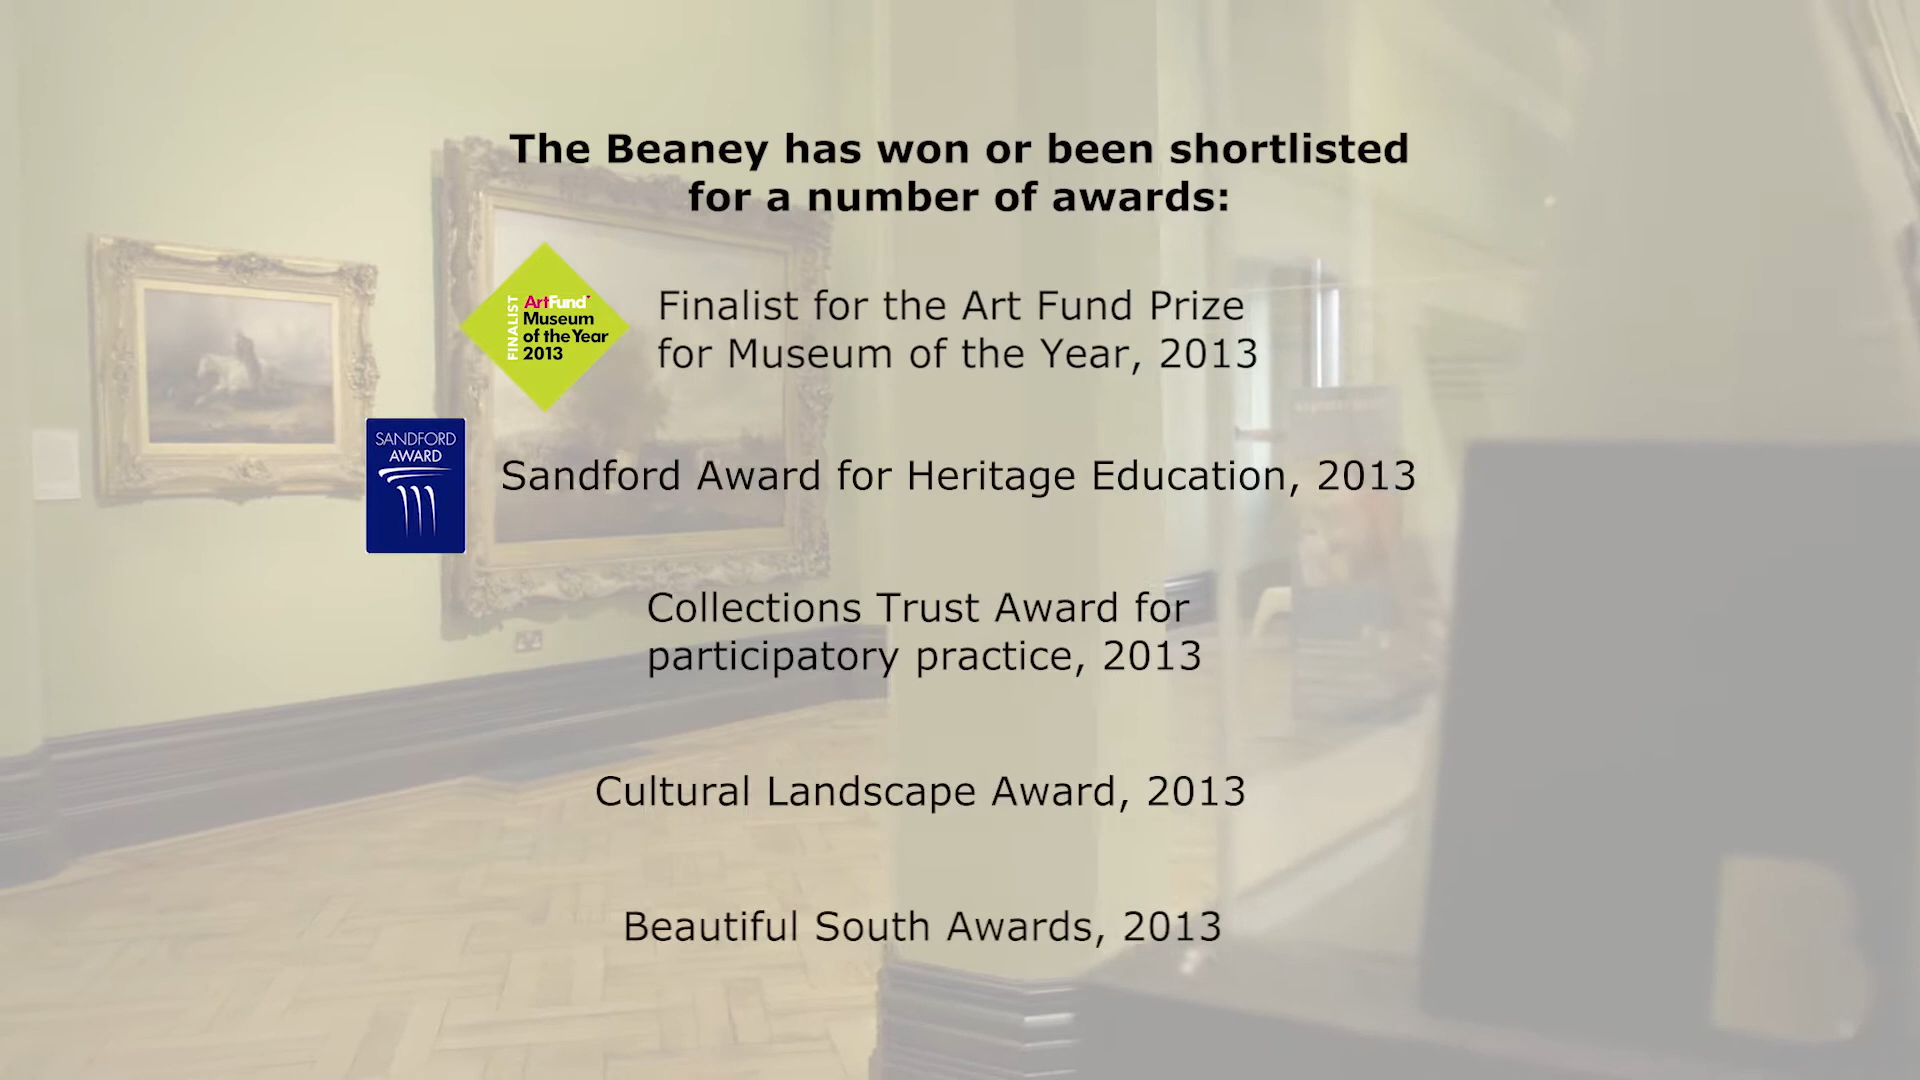 The Beaney has won or been shortlisted
for a number of awards:
FINALIST
ArtFund
Museum
of the Year
2013
Finalist for the Art Fund Prize
for Museum of the Year, 2013
SANDFORD
AWARD
Sandford Award for Heritage Education, 2013
Collections Trust Award for
participatory practice, 2013
Cultural Landscape Award, 2013
Beautiful South Awards, 2013